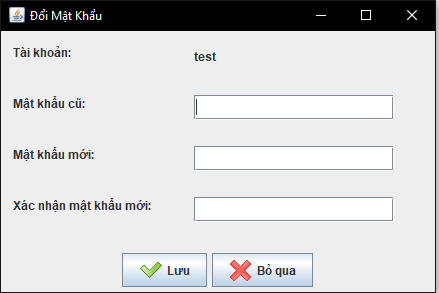 Đổi Mật Khẩu
Tài khoản: test
Mật khẩu cũ:
Mật khẩu mới:
Xác nhận mật khẩu mới:
Lưu Bỏ qua